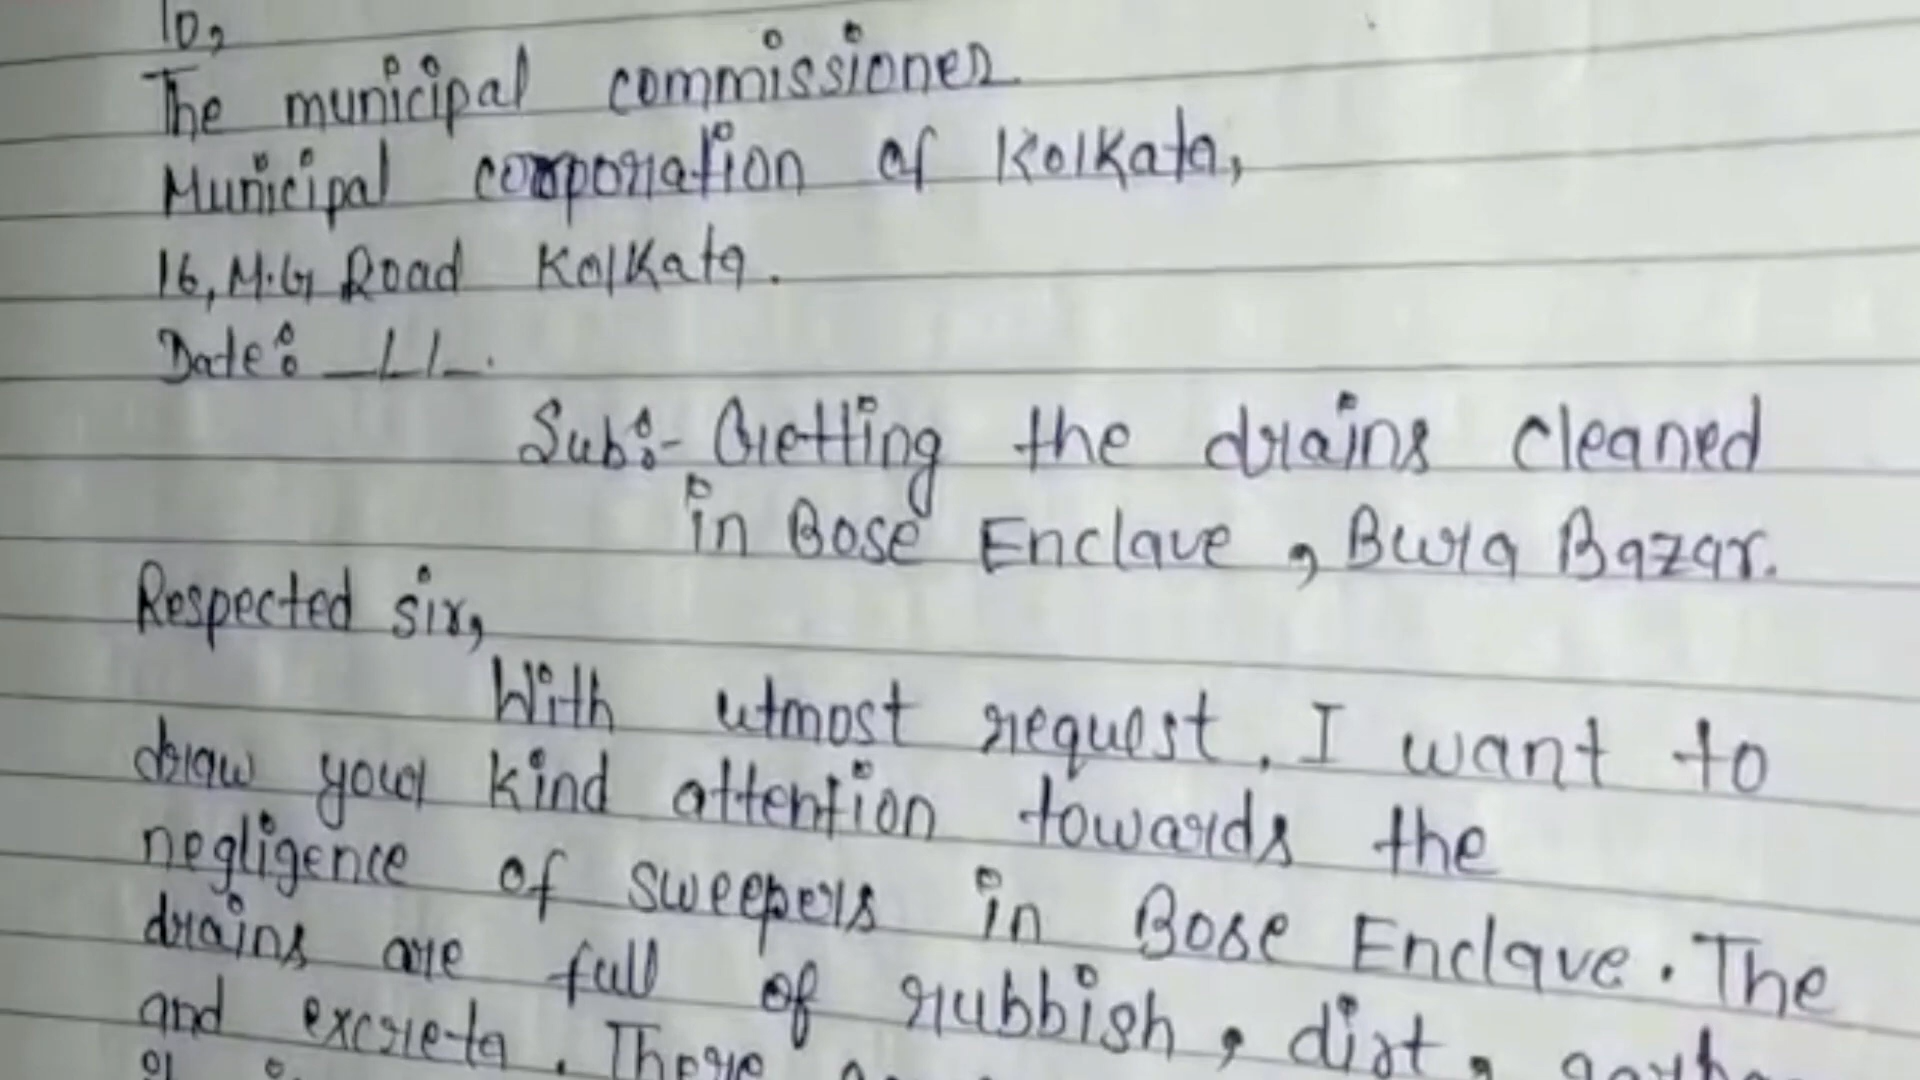 To,
The municipal commissioner
Municipal corporation of Kolkata,
16, M.G Road Kolkata.
Date: _/_/_.
Sub:- Getting the drains cleaned
in Bose Enclave, Bura Bazar.
Respected sir,
With utmost request. I want to
draw your kind attention towards the
negligence of sweepers in Bose Enclave. The
drains are full of rubbish, dirt,
and excreta. There